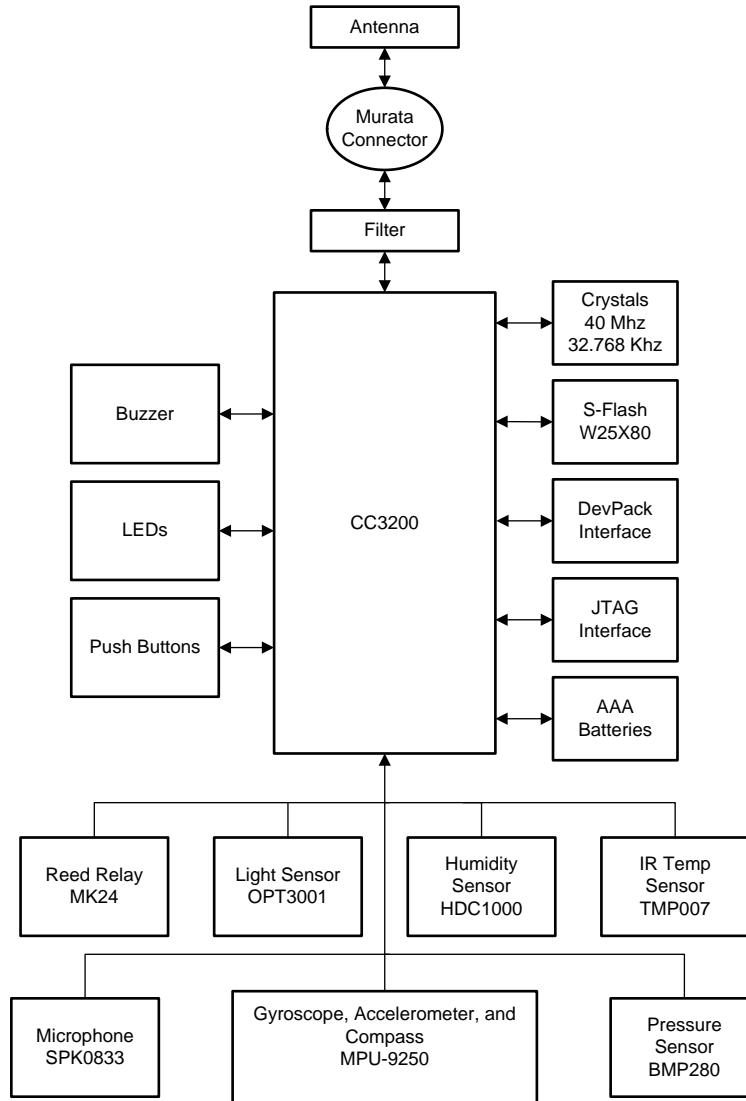 Antenna
Murata
Connector
Filter
CC3200
Buzzer
LEDs
Push Buttons
Crystals
40 Mhz
32.768 Khz
S-Flash
W25X80
DevPack
Interface
JTAG
Interface
AAA
Batteries
Reed Relay
MK24
Light Sensor
OPT3001
Humidity
Sensor
HDC1000
IR Temp
Sensor
TMP007
Microphone
SPK0833
Gyroscope, Accelerometer, and
Compass
MPU-9250
Pressure
Sensor
BMP280